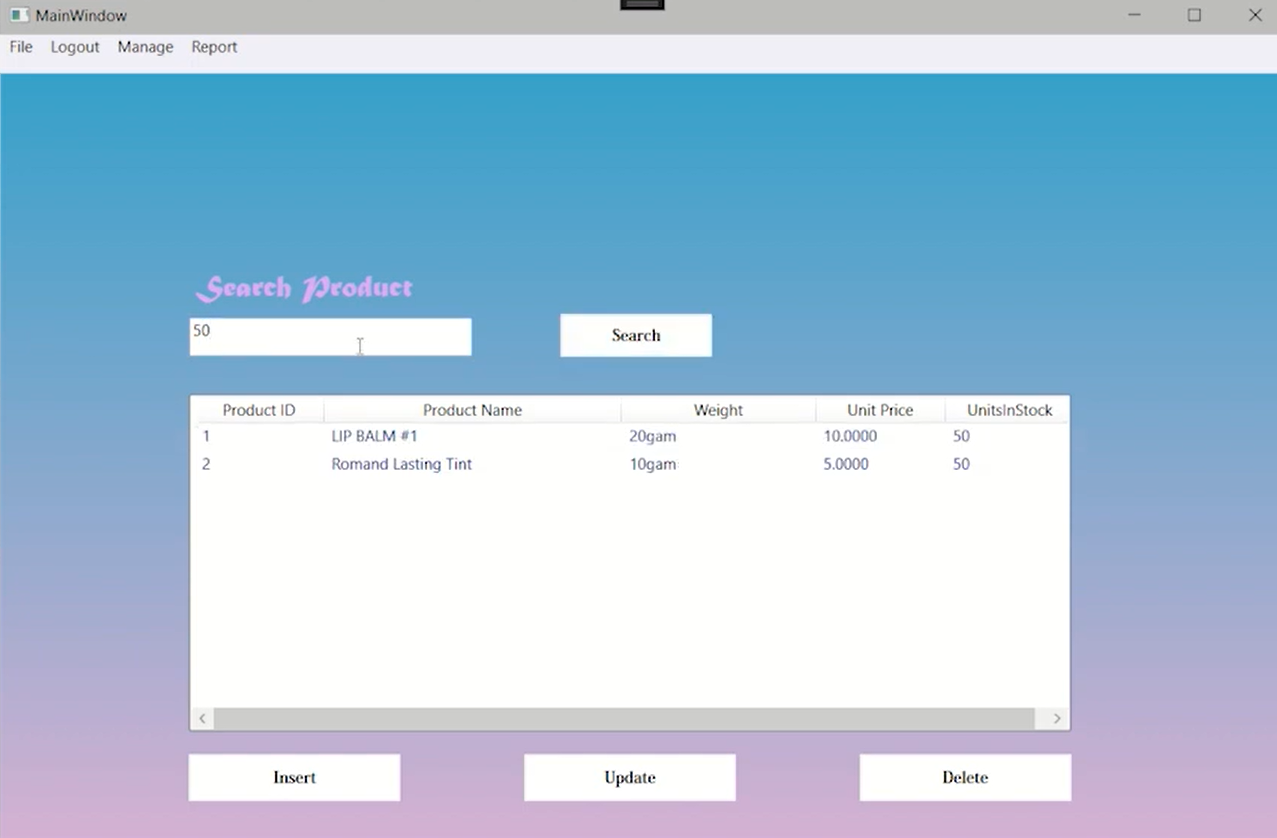 MainWindow
File Logout Manage Report
Search Product
50 Search
Product ID Product Name Weight Unit Price UnitsInStock
1 LIP BALM #1 20gam 10.0000 50
2 Romand Lasting Tint 10gam 5.0000 50
Insert Update Delete